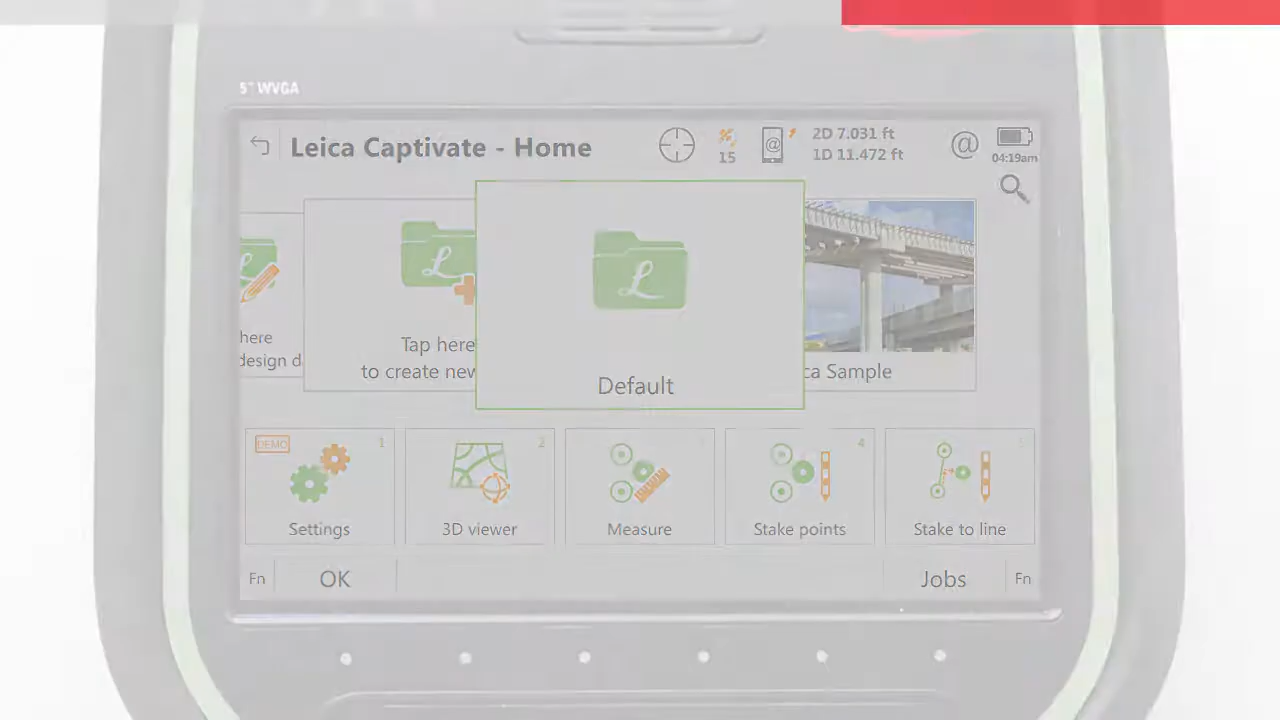 5" WVGA
Leica Captivate - Home
15
@
2D 7.031 ft
1D 11.472 ft
@
04:19am
here
design d
Tap here
to create new
L
Default
ca Sample
DEMO
1
Settings
2
3D viewer
Measure
4
Stake points
5
Stake to line
Fn
OK
Jobs
Fn